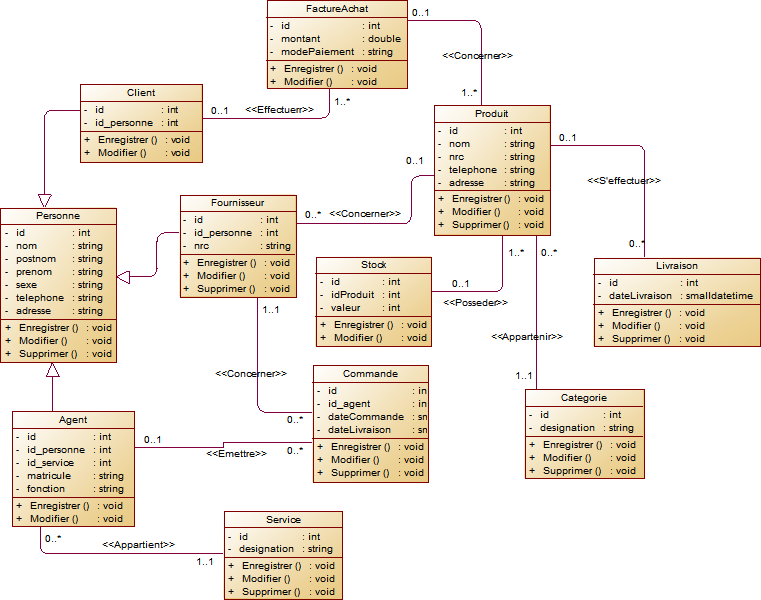 FactureAchat
- id : int
- montant : double
- modePaiement : string
+ Enregistrer () : void
+ Modifier () : void
0..1
<<Concerner>>
1..*
1..*
<<Effectuerr>>
0..1
Client
- id : int
- id_personne : int
+ Enregistrer () : void
+ Modifier () : void
Produit
- id : int
- nom : string
- nrc : string
- telephone : string
- adresse : string
+ Enregistrer () : void
+ Modifier () : void
+ Supprimer () : void
0..1
<<S'effectuer>>
0..*
0..1
<<Concerner>>
0..*
Fournisseur
- id : int
- id_personne : int
- nrc : string
+ Enregistrer () : void
+ Modifier () : void
+ Supprimer () : void
Personne
- id : int
- nom : string
- postnom : string
- prenom : string
- sexe : string
- telephone : string
- adresse : string
+ Enregistrer () : void
+ Modifier () : void
+ Supprimer () : void
Stock
- id : int
- idProduit : int
- valeur : int
+ Enregistrer () : void
+ Modifier () : void
1..*
0..1
<<Posseder>>
0..*
<<Appartenir>>
1..1
Livraison
- id : int
- dateLivraison : smalldatetime
+ Enregistrer () : void
+ Modifier () : void
+ Supprimer () : void
1..1
<<Concerner>>
0..*
Commande
- id : in
- id_agent : in
- dateCommande : sn
- dateLivraison : sn
+ Enregistrer () : void
+ Modifier () : void
+ Supprimer () : void
Categorie
- id : int
- designation : string
+ Enregistrer () : void
+ Modifier () : void
+ Supprimer () : void
Agent
- id : int
- id_personne : int
- id_service : int
- matricule : string
- fonction : string
+ Enregistrer () : void
+ Modifier () : void
0..1
<<Emettre>>
0..*
0..*
<<Appartient>>
1..1
Service
- id : int
- designation : string
+ Enregistrer () : void
+ Modifier () : void
+ Supprimer () : void